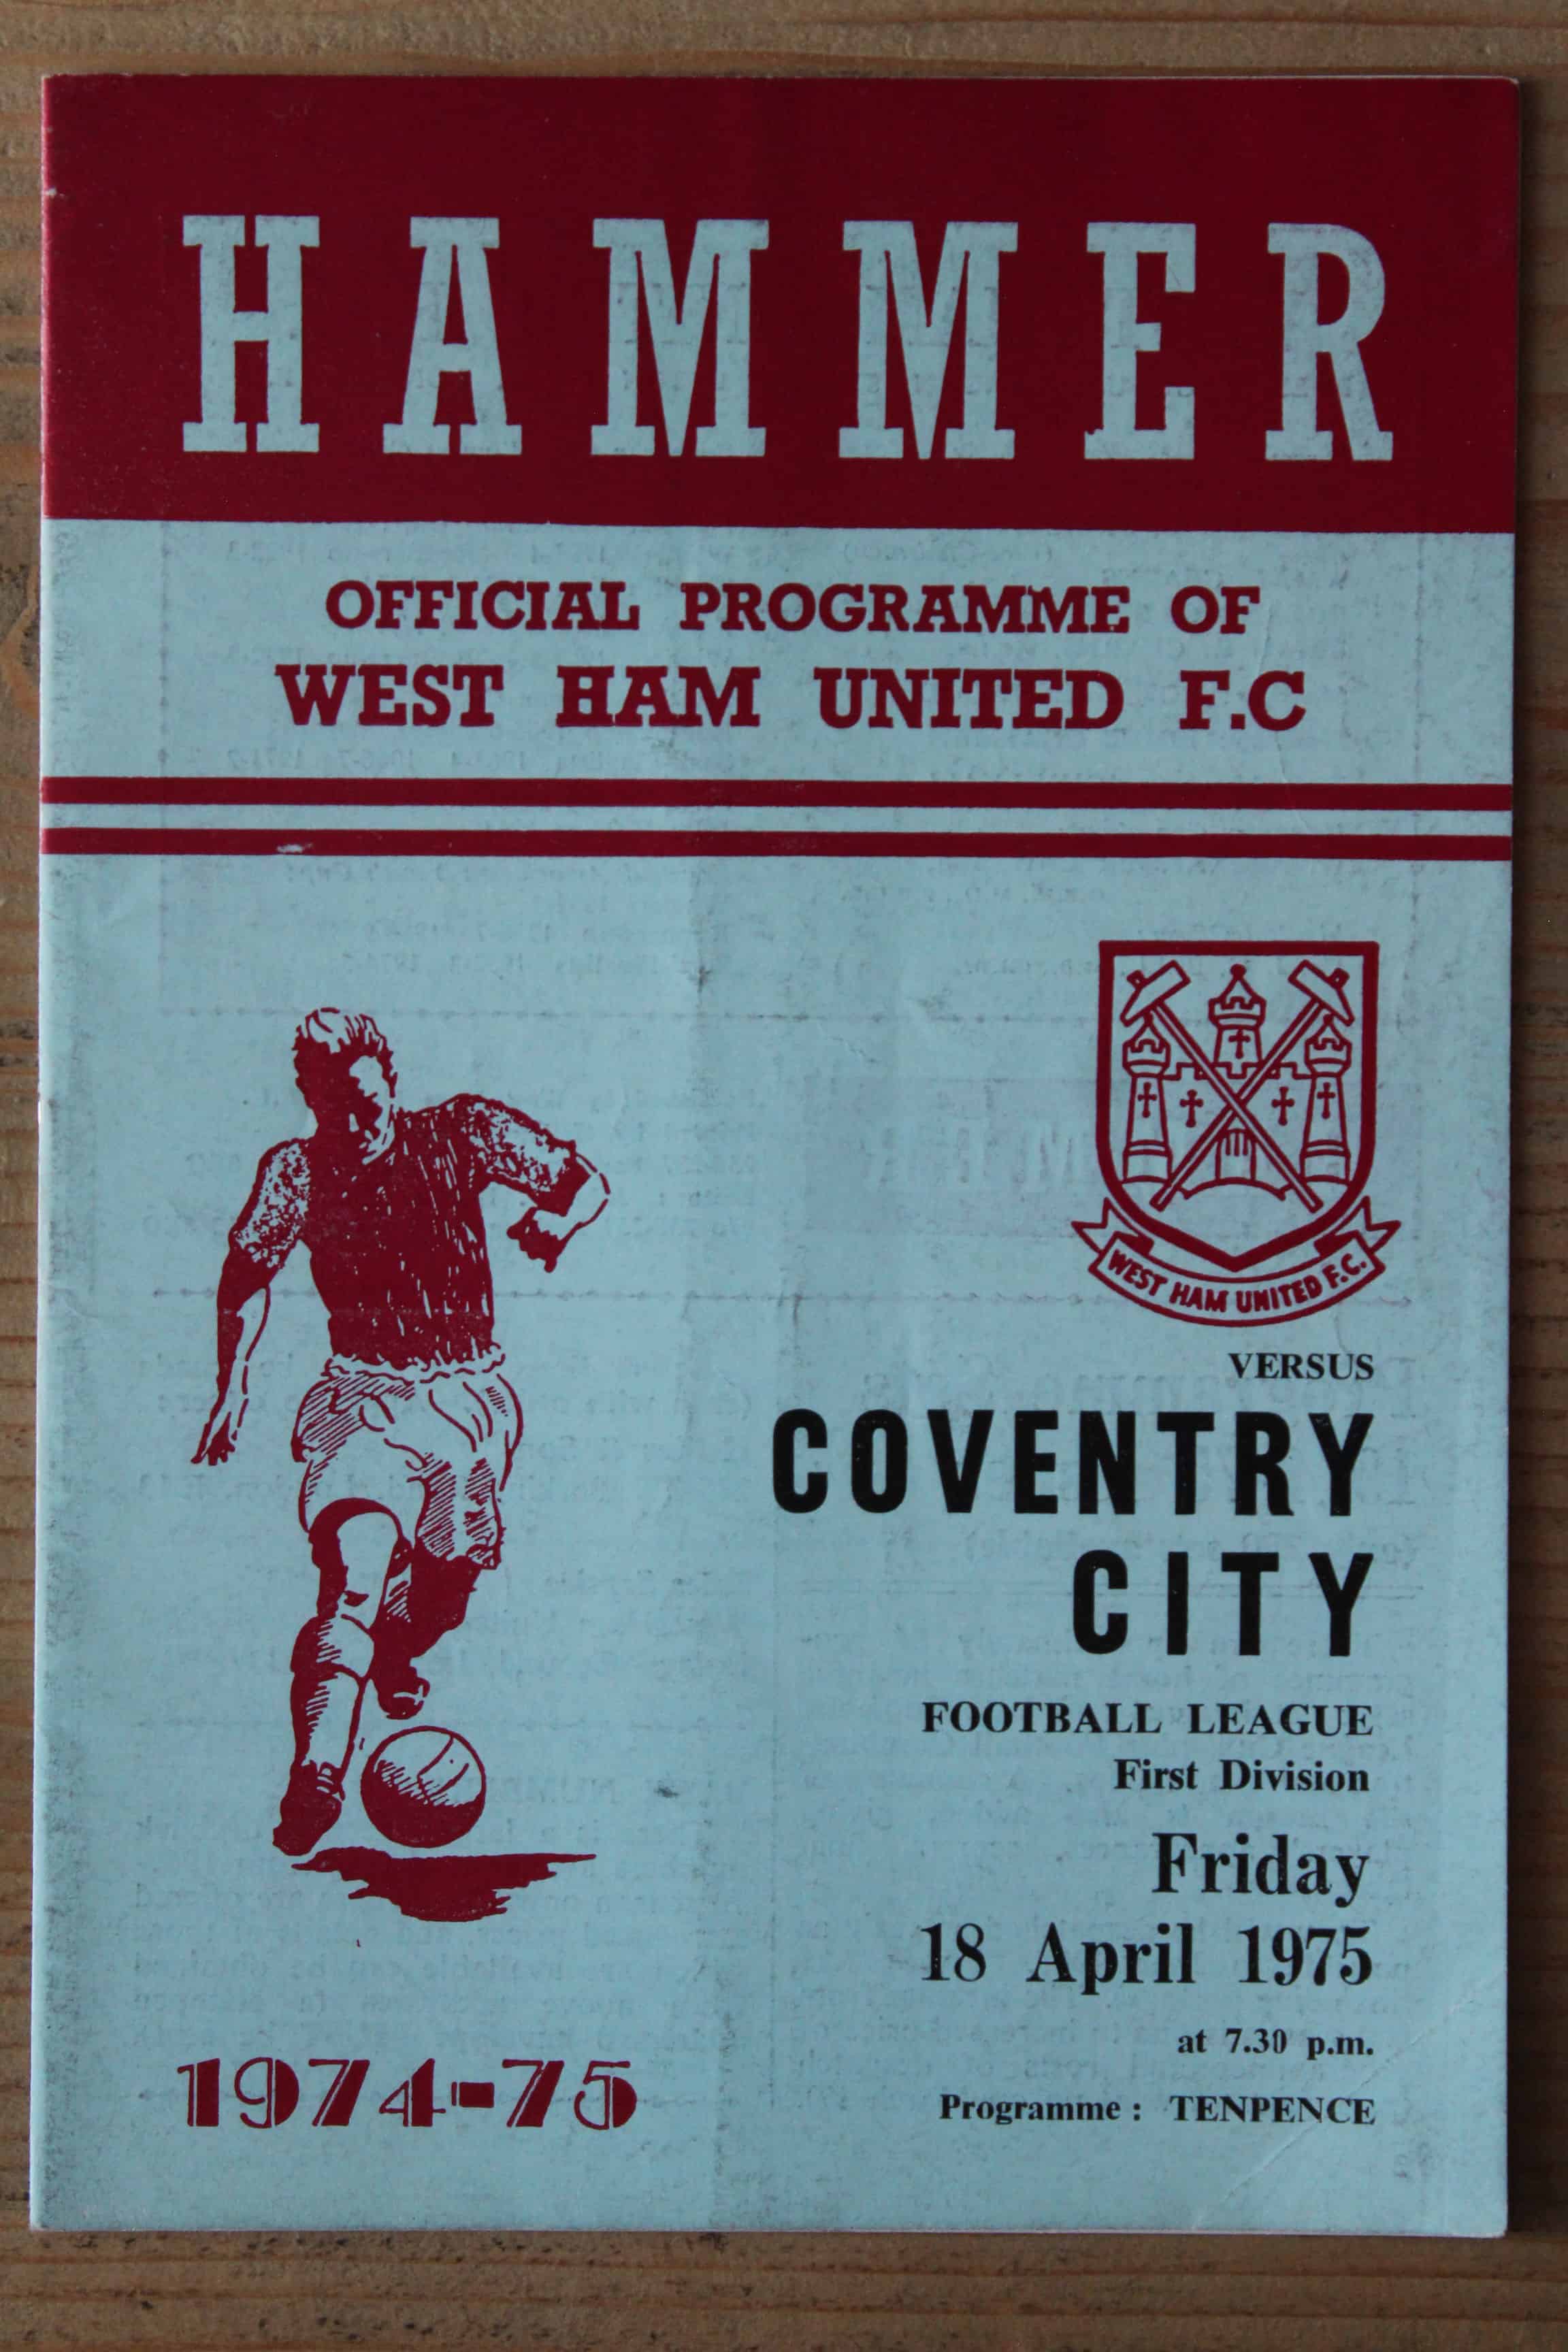 HAMMER
OFFICIAL PROGRAMME OF
WEST HAM UNITED F.C
WEST HAM UNITED F.C.
VERSUS
COVENTRY
CITY
FOOTBALL LEAGUE
First Division
Friday
18 April 1975
at 7.30 p.m.
Programme : TENPENCE
1974-75